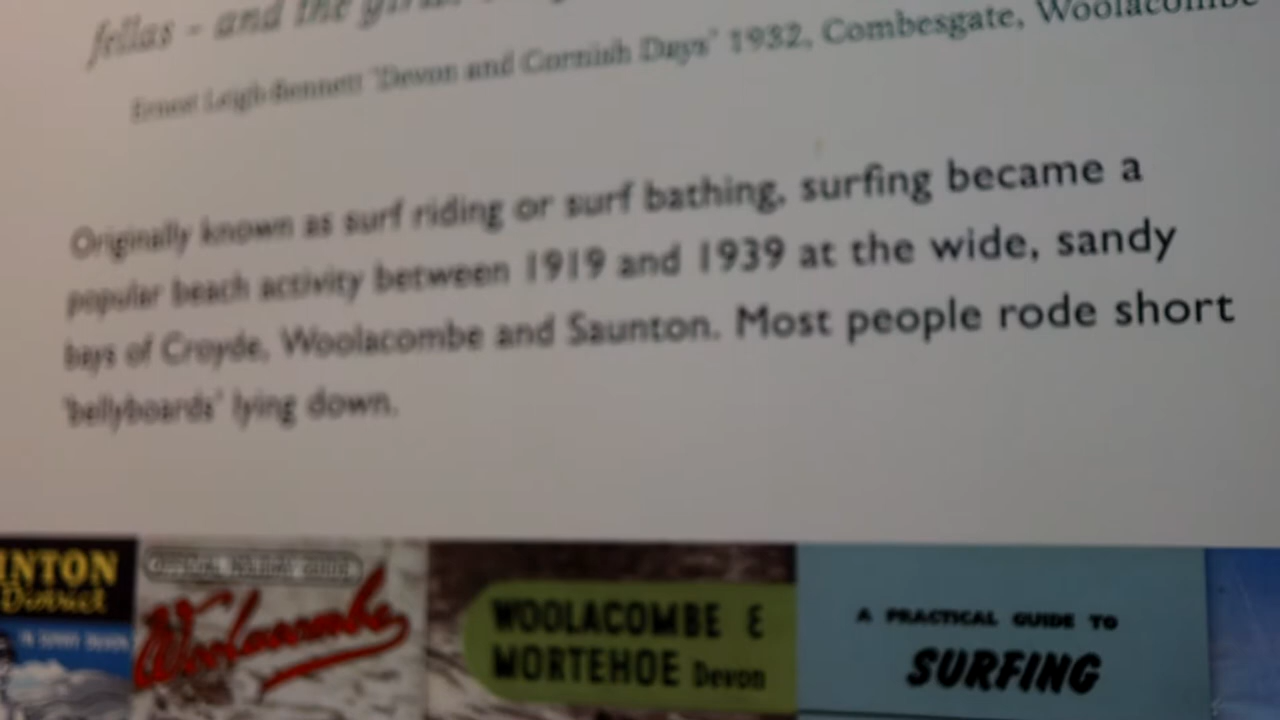 fellas - and the
Ernest Leigh-Bennett 'Devon and Cornish Days' 1932, Combesgate, Woolacombe
Originally known as surf riding or surf bathing, surfing became a
popular beach activity between 1919 and 1939 at the wide, sandy
bays of Croyde, Woolacombe and Saunton. Most people rode short
'bellyboards' lying down.
INTON
District
Woolacombe
WOOLACOMBE &
MORTEHOE Devon
A PRACTICAL GUIDE TO
SURFING